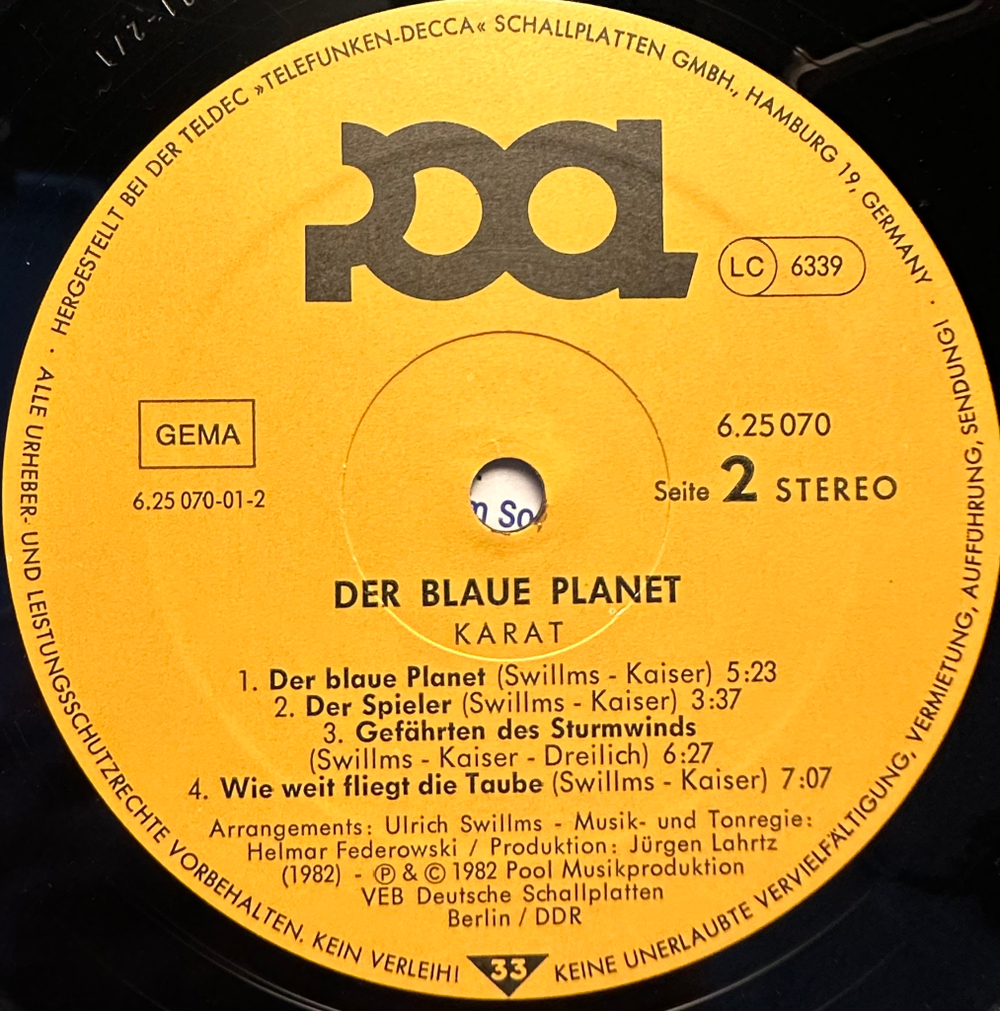 HERGESTELLT BEI DER TELDEC »TELEFUNKEN-DECCA« SCHALLPLATTEN GMBH., HAMBURG 19, GERMANY ·
pool
LC 6339
GEMA
6.25 070-01-2
6.25070
Seite 2 STEREO
n So
DER BLAUE PLANET
KARAT
1. Der blaue Planet (Swillms - Kaiser) 5:23
2. Der Spieler (Swillms - Kaiser) 3:37
3. Gefährten des Sturmwinds
(Swillms - Kaiser - Dreilich) 6:27
4. Wie weit fliegt die Taube (Swillms - Kaiser) 7:07
Arrangements: Ulrich Swillms - Musik- und Tonregie:
Helmar Federowski / Produktion: Jürgen Lahrtz
(1982) - Ⓟ & © 1982 Pool Musikproduktion
VEB Deutsche Schallplatten
Berlin / DDR
33
· ALLE URHEBER- UND LEISTUNGSSCHUTZRECHTE VORBEHALTEN. KEIN VERLEIH! KEINE UNERLAUBTE VERVIELFÄLTIGUNG, VERMIETUNG, AUFFÜHRUNG, SENDUNG!